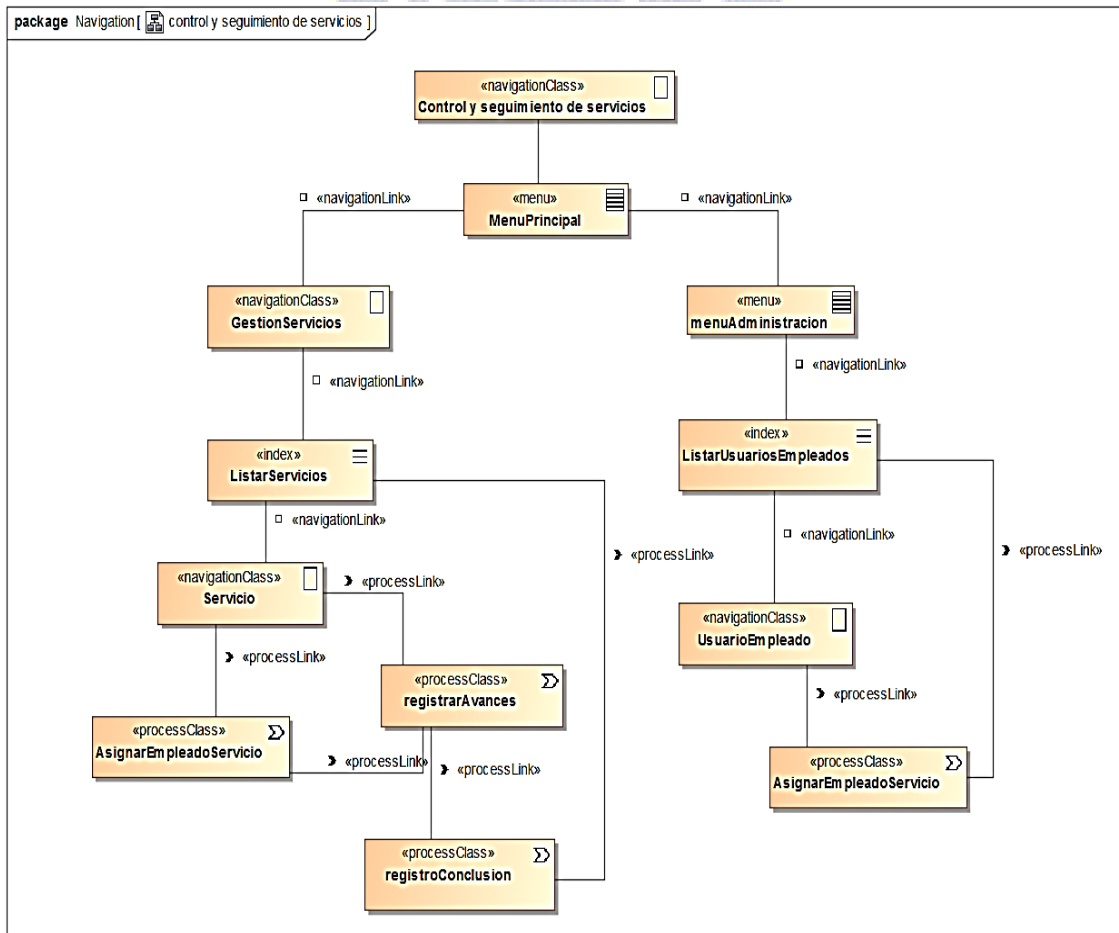 package Navigation [ control y seguimiento de servicios ]
«navigationClass»
Control y seguimiento de servicios
«menu»
MenuPrincipal
«navigationLink»
«navigationLink»
«navigationClass»
GestionServicios
«menu»
menuAdministracion
«navigationLink»
«navigationLink»
«index»
ListarServicios
«index»
ListarUsuariosEmpleados
«navigationLink»
«navigationLink»
«processLink»
«processLink»
«navigationClass»
Servicio
«processLink»
«navigationClass»
UsuarioEmpleado
«processLink»
«processClass»
registrarAvances
«processLink»
«processClass»
AsignarEmpleadoServicio
«processLink»
«processLink»
«processClass»
AsignarEmpleadoServicio
«processClass»
registroConclusion